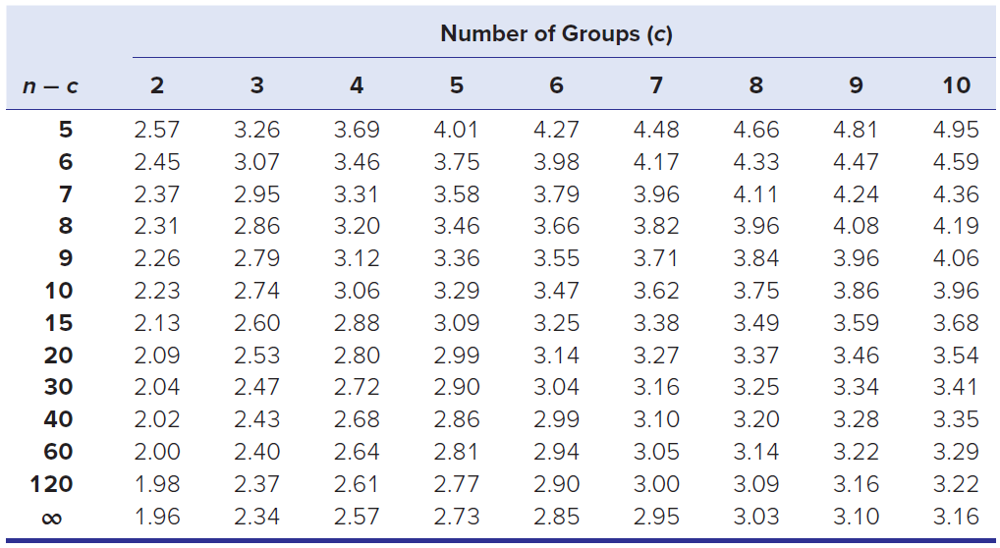 Number of Groups (c)
n – c 2 3 4 5 6 7 8 9 10
5 2.57 3.26 3.69 4.01 4.27 4.48 4.66 4.81 4.95
6 2.45 3.07 3.46 3.75 3.98 4.17 4.33 4.47 4.59
7 2.37 2.95 3.31 3.58 3.79 3.96 4.11 4.24 4.36
8 2.31 2.86 3.20 3.46 3.66 3.82 3.96 4.08 4.19
9 2.26 2.79 3.12 3.36 3.55 3.71 3.84 3.96 4.06
10 2.23 2.74 3.06 3.29 3.47 3.62 3.75 3.86 3.96
15 2.13 2.60 2.88 3.09 3.25 3.38 3.49 3.59 3.68
20 2.09 2.53 2.80 2.99 3.14 3.27 3.37 3.46 3.54
30 2.04 2.47 2.72 2.90 3.04 3.16 3.25 3.34 3.41
40 2.02 2.43 2.68 2.86 2.99 3.10 3.20 3.28 3.35
60 2.00 2.40 2.64 2.81 2.94 3.05 3.14 3.22 3.29
120 1.98 2.37 2.61 2.77 2.90 3.00 3.09 3.16 3.22
∞ 1.96 2.34 2.57 2.73 2.85 2.95 3.03 3.10 3.16